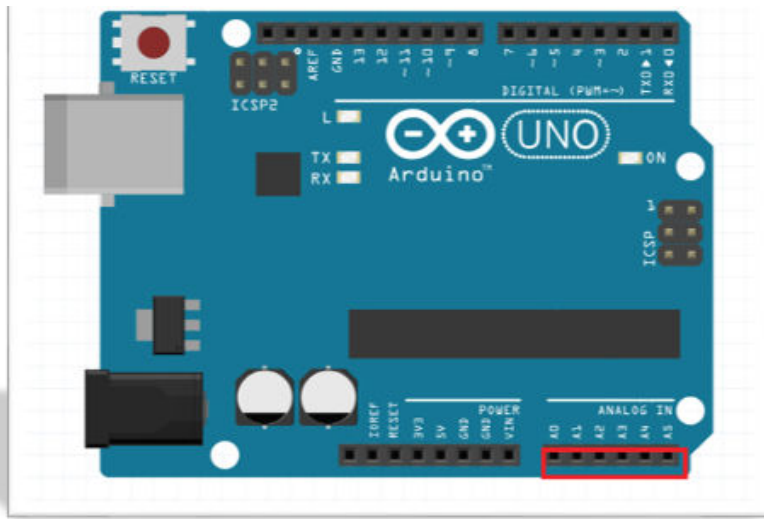 RESET
ICSP2
AREF
GND
13
12
~11
~10
~9
8
7
~6
~5
4
~3
2
TXD▶1
RXD◀0
DIGITAL (PWM=~)
L
TX
RX
UNO
Arduino™
ON
1
ICSP
POWER
ANALOG IN
IOREF
RESET
3V3
5V
GND
GND
VIN
A0
A1
A2
A3
A4
A5